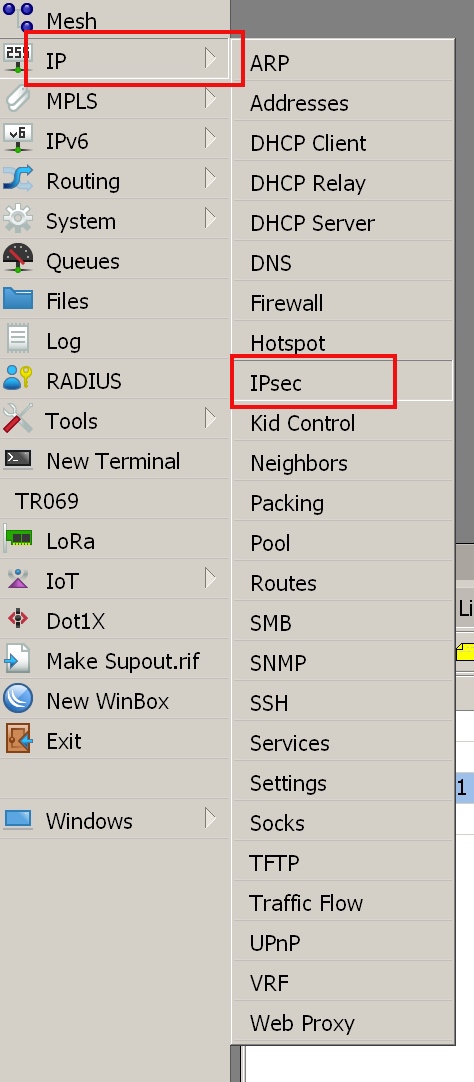 Mesh
255
IP
MPLS
v6
IPv6
Routing
System
Queues
Files
Log
RADIUS
Tools
New Terminal
TR069
LoRa
IoT
Dot1X
Make Supout.rif
New WinBox
Exit
Windows
ARP
Addresses
DHCP Client
DHCP Relay
DHCP Server
DNS
Firewall
Hotspot
IPsec
Kid Control
Neighbors
Packing
Pool
Routes
SMB
SNMP
SSH
Services
Settings
Socks
TFTP
Traffic Flow
UPnP
VRF
Web Proxy
Li
1